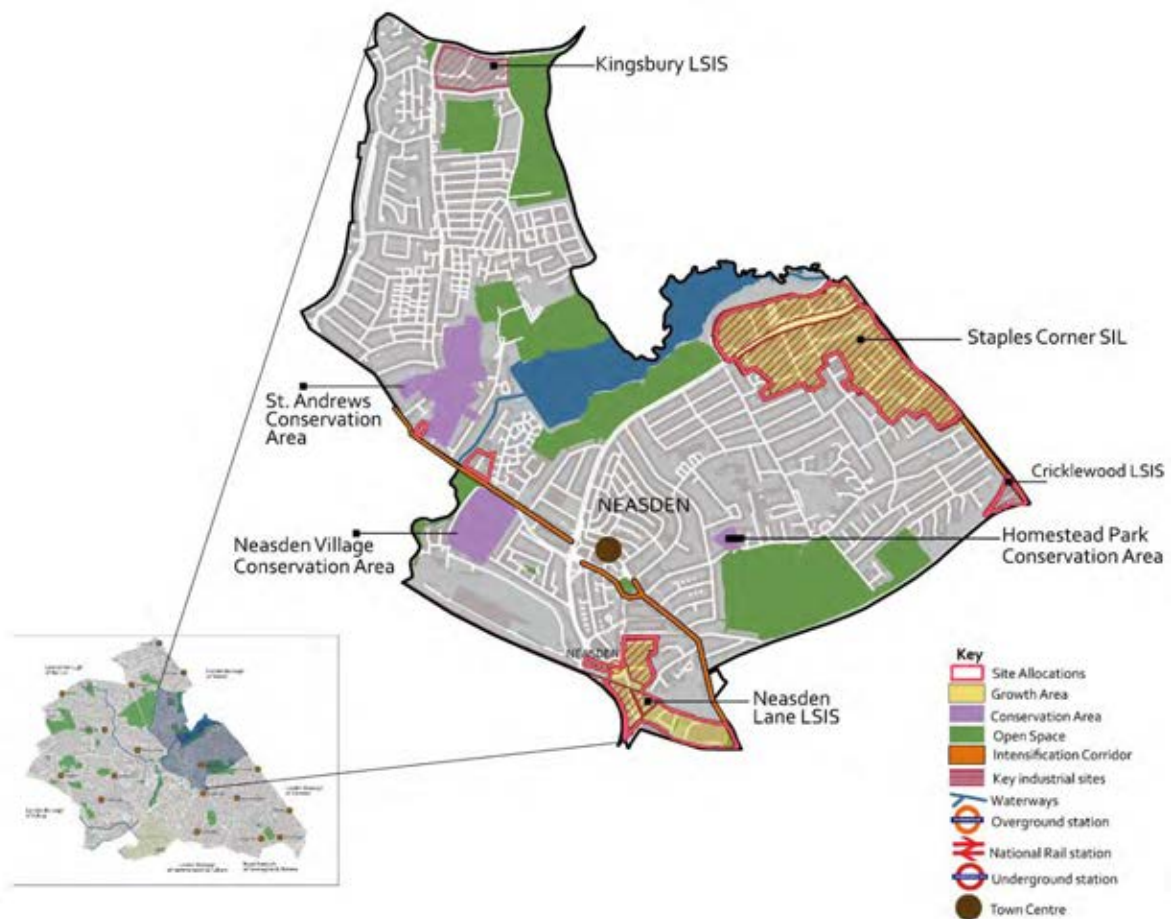 Kingsbury LSIS
Staples Corner SIL
St. Andrews
Conservation
Area
Cricklewood LSIS
NEASDEN
Homestead Park
Conservation Area
Neasden Village
Conservation Area
NEASDEN
Neasden
Lane LSIS
Key
Site Allocations
Growth Area
Conservation Area
Open Space
Intensification Corridor
Key industrial sites
Waterways
Overground station
National Rail station
Underground station
Town Centre